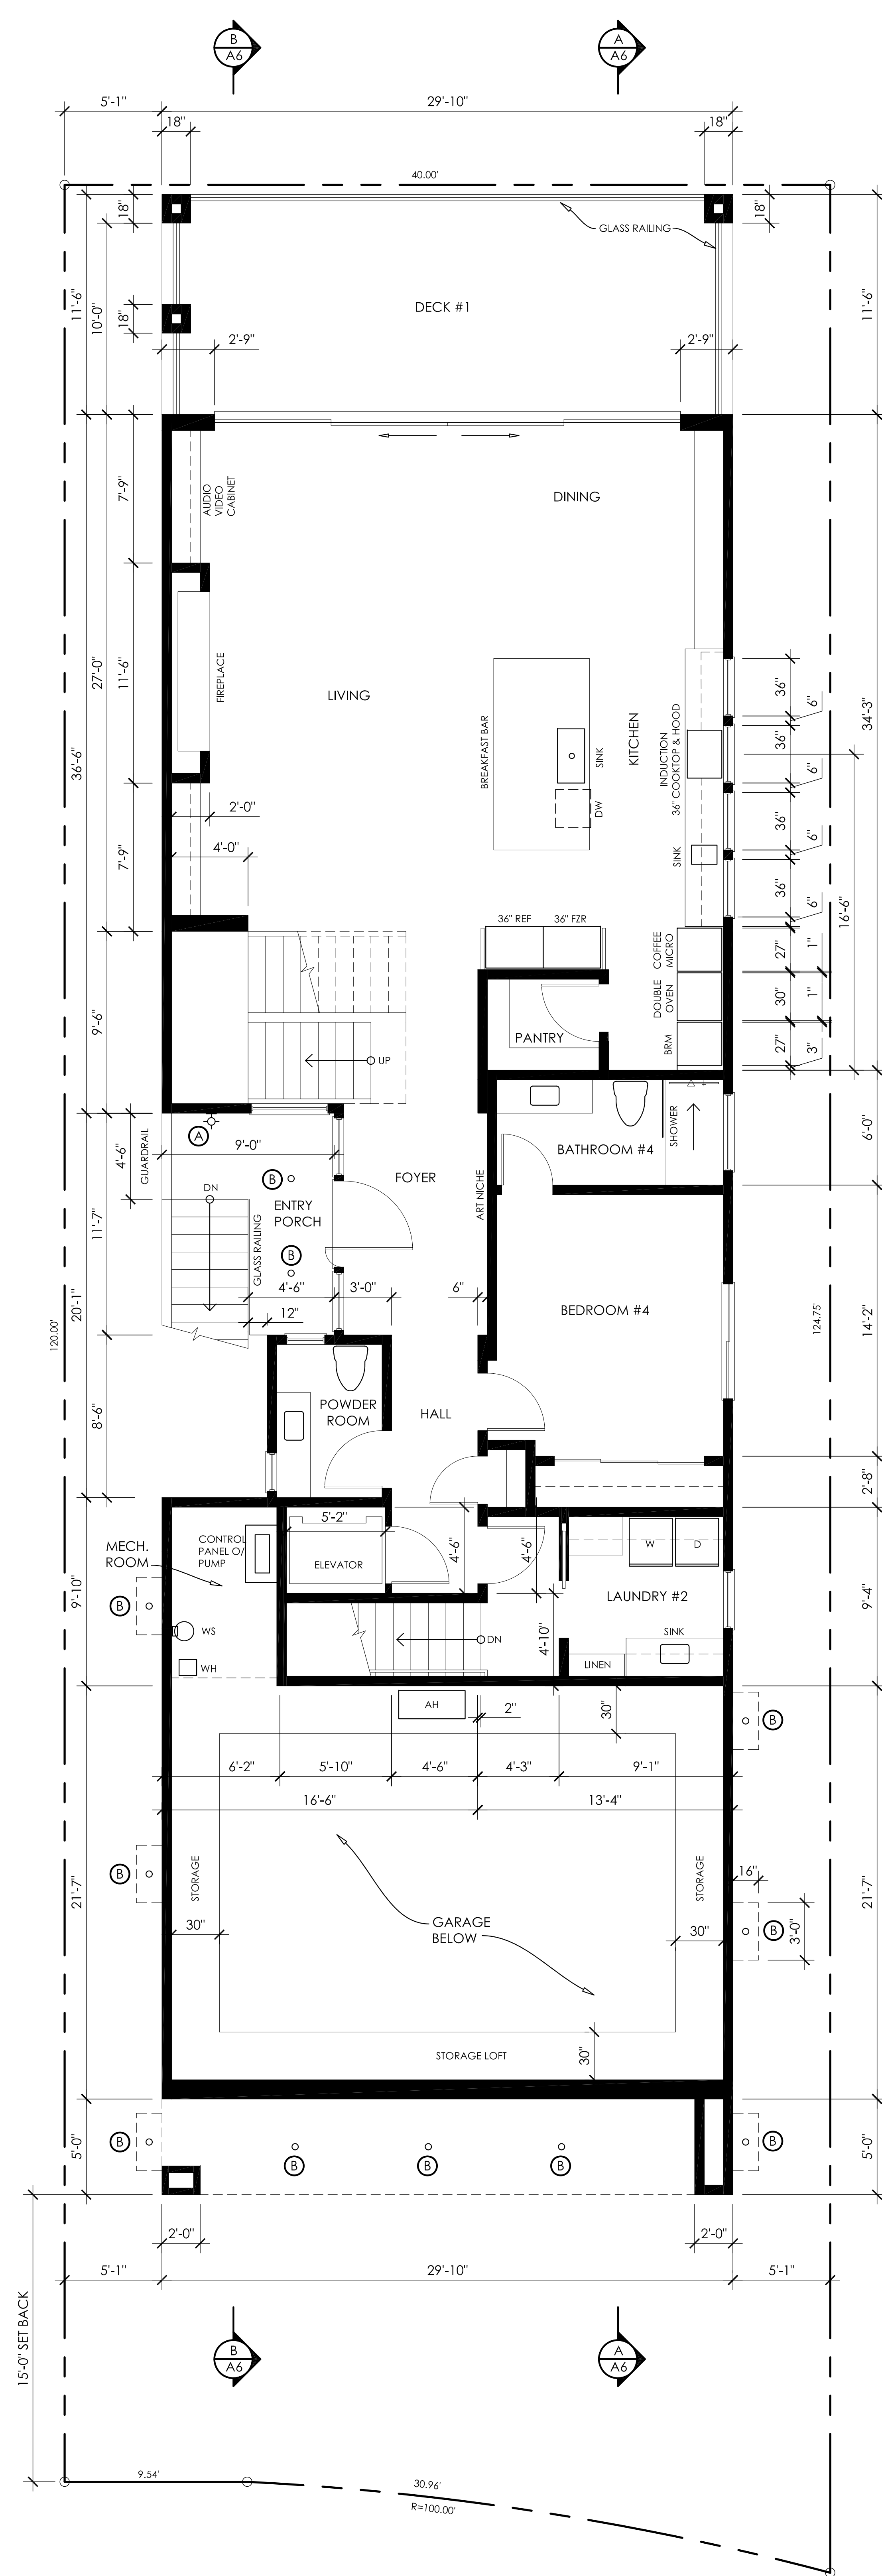 B
A6
A
A6
5'-1"
29'-10"
18"
18"
40.00'
18"
18"
GLASS RAILING
DECK #1
11'-6"
10'-0"
18"
11'-6"
2'-9"
2'-9"
AUDIO
VIDEO
CABINET
DINING
7'-9"
27'-0"
36'-6"
11'-6"
FIREPLACE
LIVING
BREAKFAST BAR
SINK
DW
KITCHEN
INDUCTION
36" COOKTOP & HOOD
SINK
36"
6"
36"
6"
36"
6"
36"
6"
34'-3"
16'-6"
2'-0"
4'-0"
7'-9"
36" REF
36" FZR
COFFEE
MICRO
DOUBLE
OVEN
BRM
27"
1"
30"
1"
27"
3"
9'-6"
UP
PANTRY
A
GUARDRAIL
4'-6"
9'-0"
B
ENTRY
PORCH
B
FOYER
ART NICHE
BATHROOM #4
SHOWER
6'-0"
DN
GLASS RAILING
11'-7"
20'-1"
120.00'
4'-6"
3'-0"
6"
12"
BEDROOM #4
14'-2"
124.75'
8'-6"
POWDER
ROOM
HALL
2'-8"
MECH.
ROOM
CONTROL
PANEL O/
PUMP
5'-2"
ELEVATOR
4'-6"
4'-6"
W
D
LAUNDRY #2
9'-10"
B
WS
WH
DN
4'-10"
SINK
LINEN
9'-4"
AH
2"
30"
B
6'-2"
5'-10"
4'-6"
4'-3"
9'-1"
16'-6"
13'-4"
B
STORAGE
STORAGE
16"
21'-7"
30"
GARAGE
BELOW
30"
B
3'-0"
21'-7"
STORAGE LOFT
30"
5'-0"
B
B
B
B
B
5'-0"
2'-0"
2'-0"
5'-1"
29'-10"
5'-1"
15'-0" SET BACK
B
A6
A
A6
9.54'
30.96'
R=100.00'